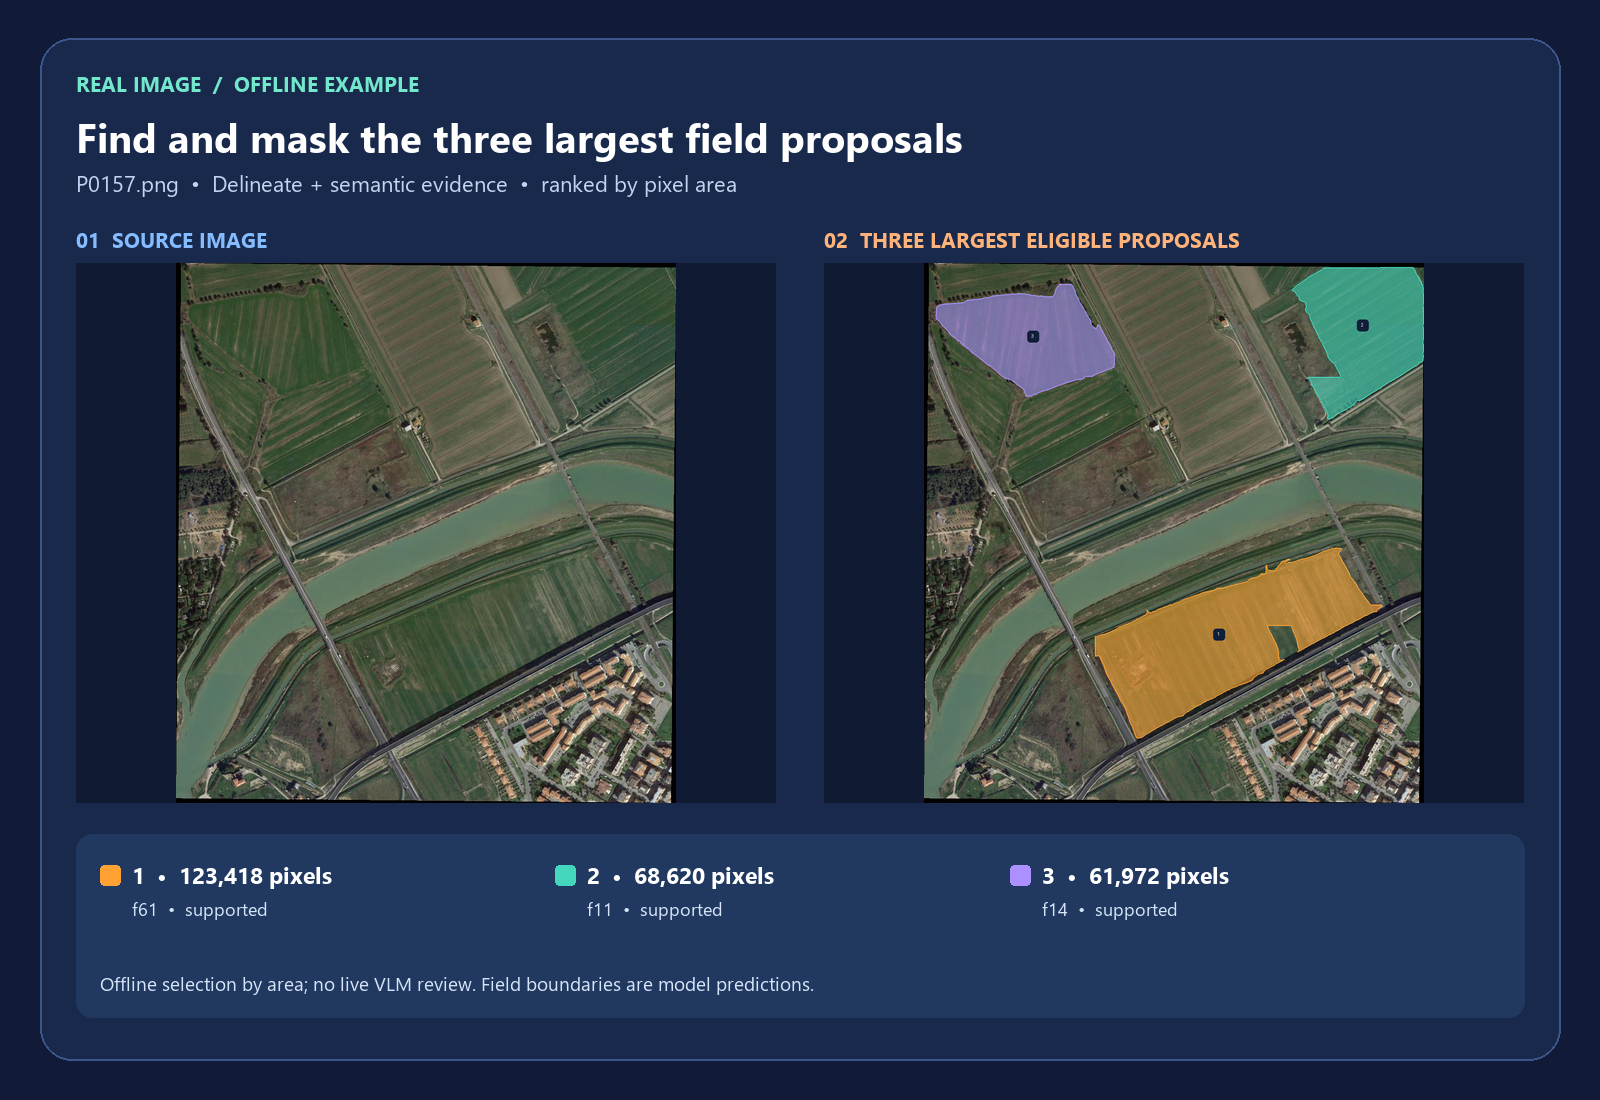 REAL IMAGE / OFFLINE EXAMPLE
Find and mask the three largest field proposals
P0157.png • Delineate + semantic evidence • ranked by pixel area
01 SOURCE IMAGE
02 THREE LARGEST ELIGIBLE PROPOSALS
3
2
1
1 • 123,418 pixels
f61 • supported
2 • 68,620 pixels
f11 • supported
3 • 61,972 pixels
f14 • supported
Offline selection by area; no live VLM review. Field boundaries are model predictions.